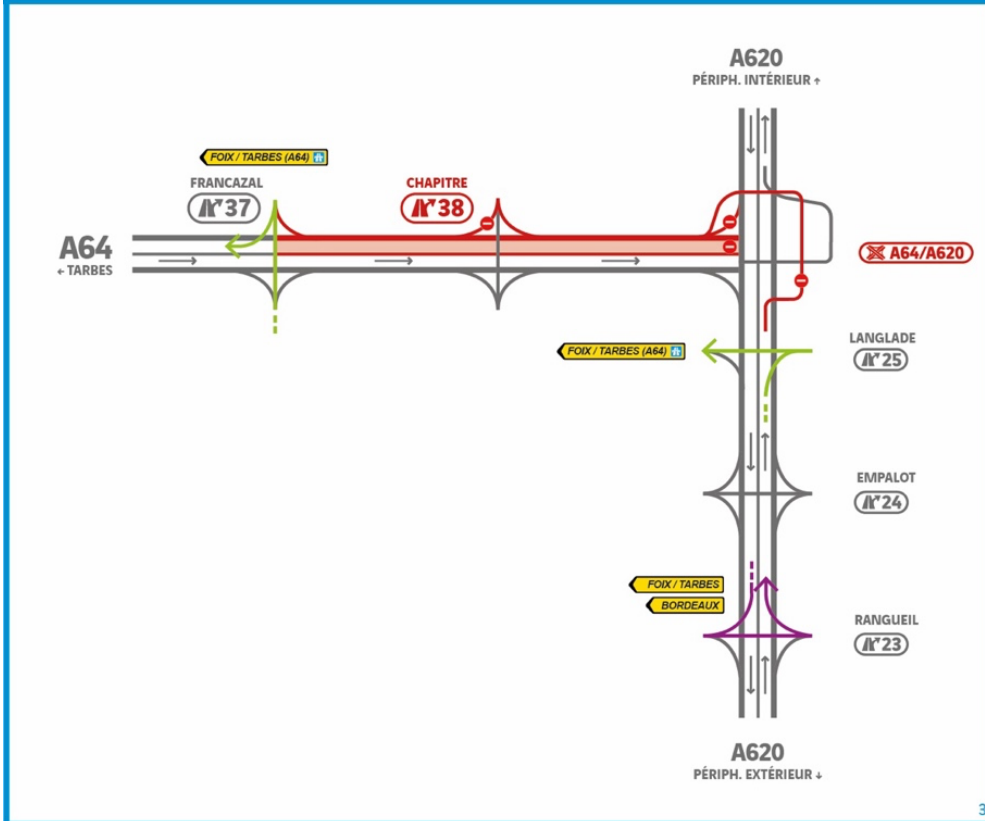 A620
PÉRIPH. INTÉRIEUR ↑
FOIX / TARBES (A64)
FRANCAZAL
37
CHAPITRE
38
A64
← TARBES
A64/A620
FOIX / TARBES (A64)
LANGLADE
25
EMPALOT
24
FOIX / TARBES
BORDEAUX
RANGUEIL
23
A620
PÉRIPH. EXTÉRIEUR ↓
3